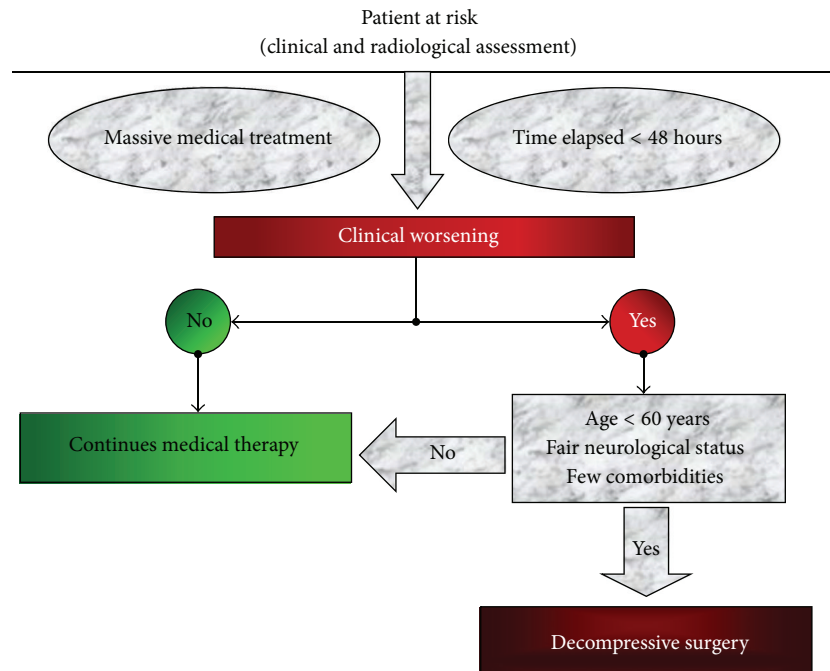 Patient at risk
(clinical and radiological assessment)
Massive medical treatment
Time elapsed < 48 hours
Clinical worsening
No
Yes
Continues medical therapy
No
Age < 60 years
Fair neurological status
Few comorbidities
Yes
Decompressive surgery